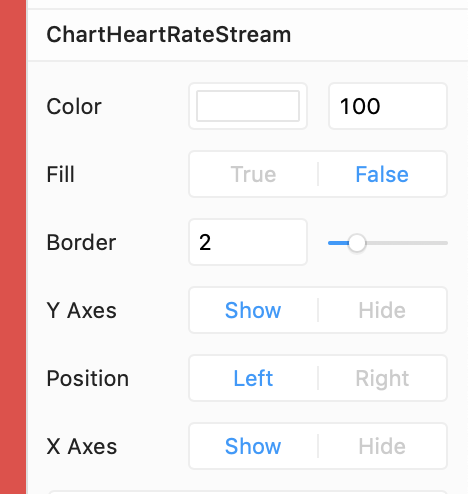 ChartHeartRateStream
Color 100
Fill True False
Border 2
Y Axes Show Hide
Position Left Right
X Axes Show Hide